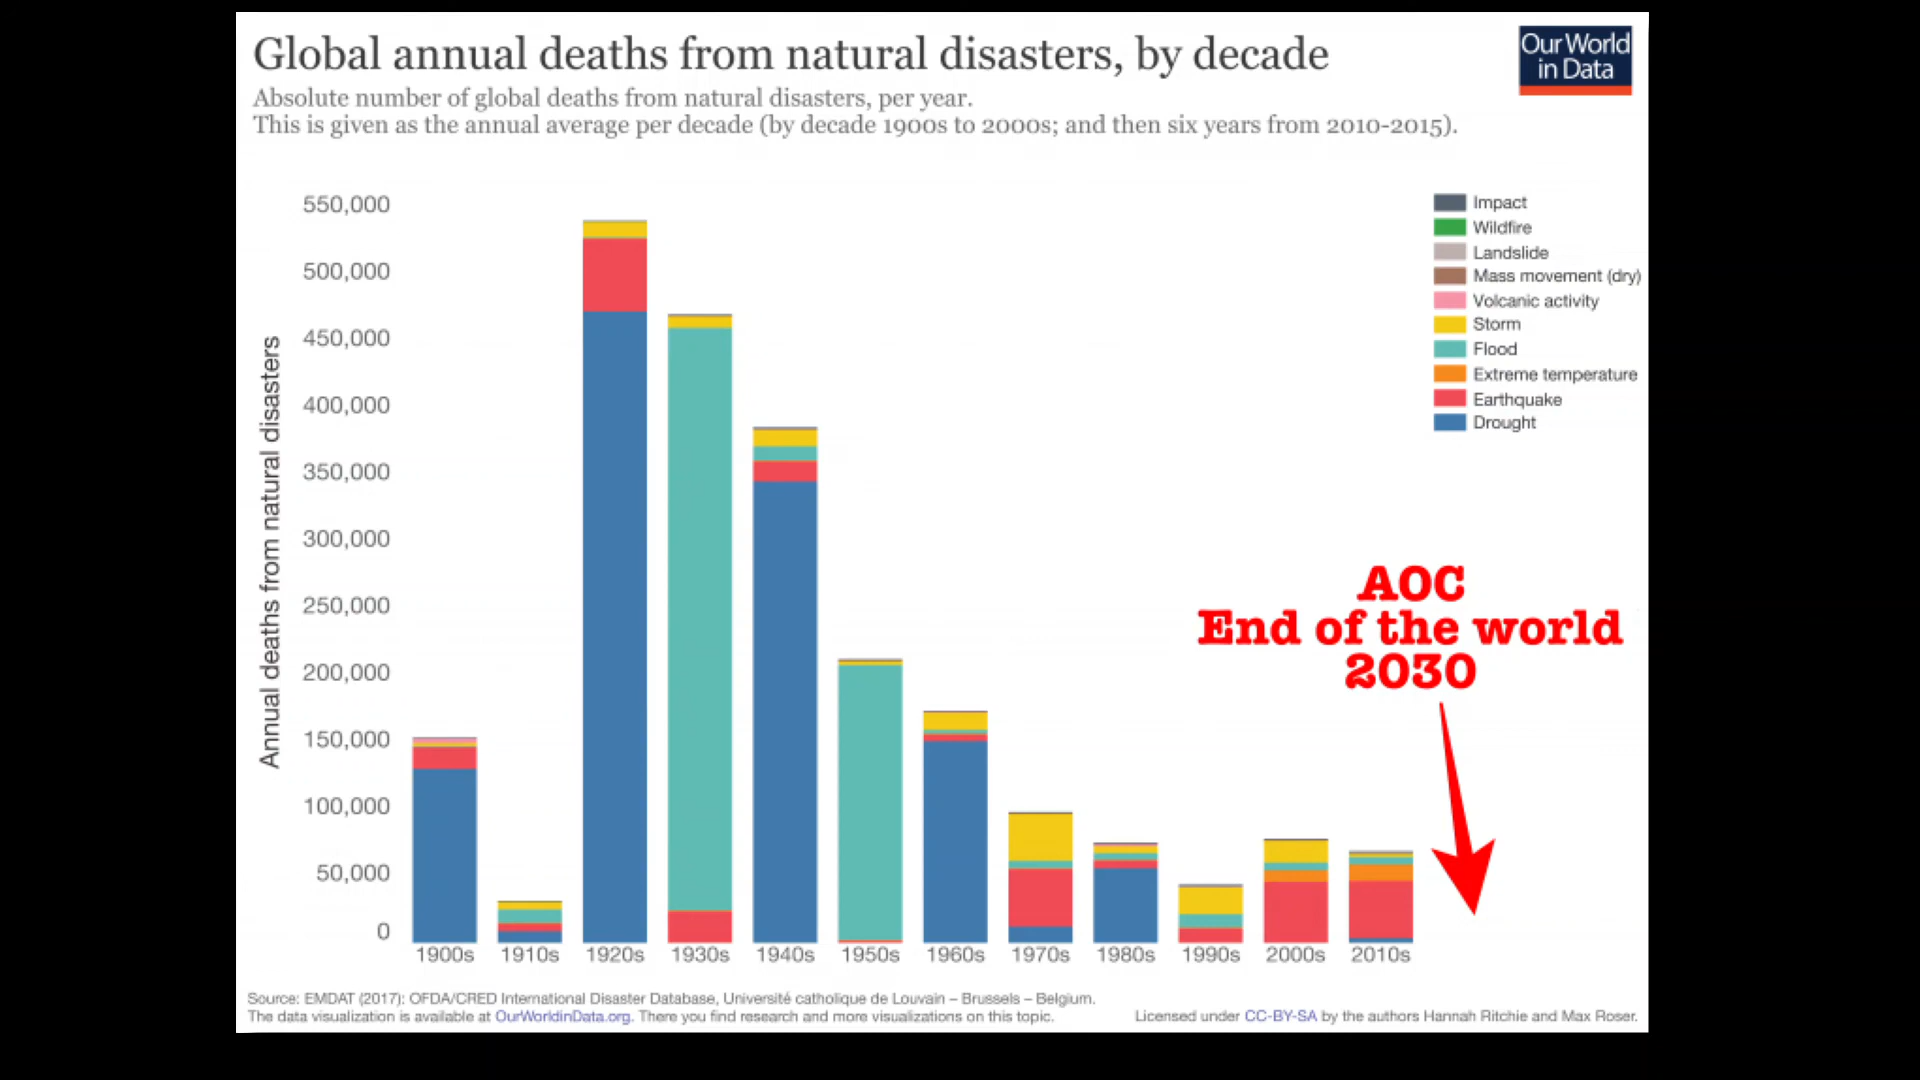 Global annual deaths from natural disasters, by decade
Our World
in Data
Absolute number of global deaths from natural disasters, per year.
This is given as the annual average per decade (by decade 1900s to 2000s; and then six years from 2010-2015).
Annual deaths from natural disasters
550,000
500,000
450,000
400,000
350,000
300,000
250,000
200,000
150,000
100,000
50,000
0
Impact
Wildfire
Landslide
Mass movement (dry)
Volcanic activity
Storm
Flood
Extreme temperature
Earthquake
Drought
AOC
End of the world
2030
1900s 1910s 1920s 1930s 1940s 1950s 1960s 1970s 1980s 1990s 2000s 2010s
Source: EMDAT (2017): OFDA/CRED International Disaster Database, Université catholique de Louvain – Brussels – Belgium.
The data visualization is available at OurWorldinData.org. There you find research and more visualizations on this topic.
Licensed under CC-BY-SA by the authors Hannah Ritchie and Max Roser.